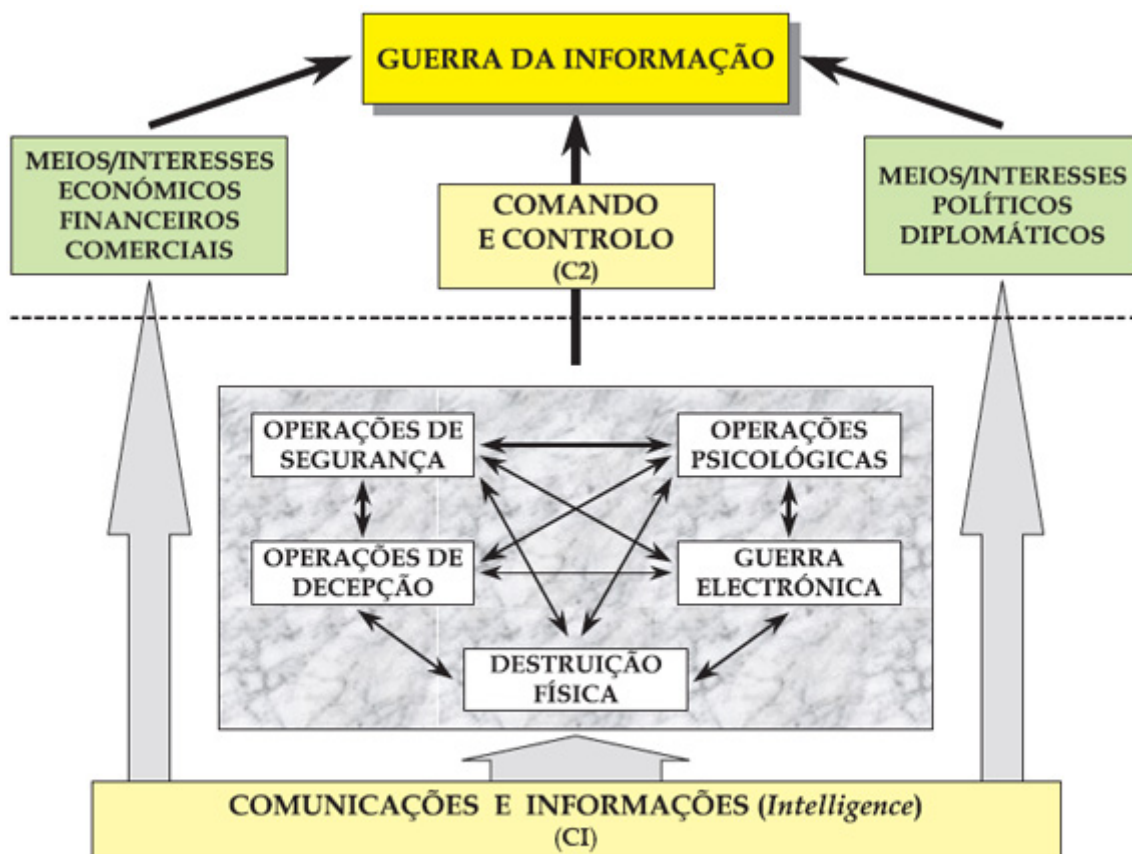 GUERRA DA INFORMAÇÃO
MEIOS/INTERESSES
ECONÓMICOS
FINANCEIROS
COMERCIAIS
COMANDO
E CONTROLO
(C2)
MEIOS/INTERESSES
POLÍTICOS
DIPLOMÁTICOS
OPERAÇÕES DE
SEGURANÇA
OPERAÇÕES
PSICOLÓGICAS
OPERAÇÕES DE
DECEPÇÃO
GUERRA
ELECTRÓNICA
DESTRUIÇÃO
FÍSICA
COMUNICAÇÕES E INFORMAÇÕES (Intelligence)
(CI)